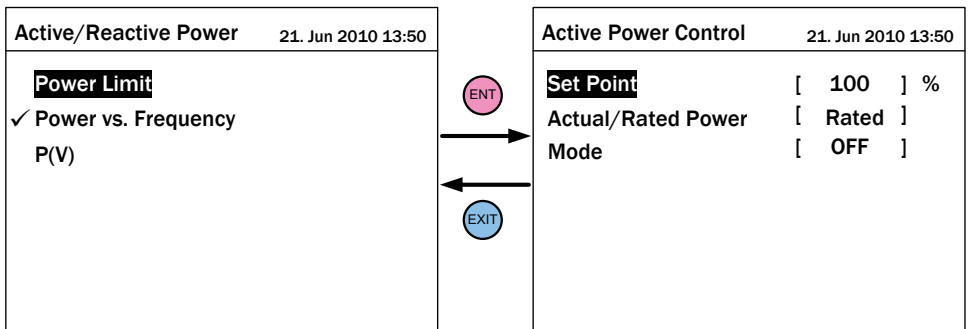 Active/Reactive Power 21. Jun 2010 13:50
Power Limit
✓ Power vs. Frequency
P(V)
ENT
EXIT
Active Power Control 21. Jun 2010 13:50
Set Point [ 100 ] %
Actual/Rated Power [ Rated ]
Mode [ OFF ]